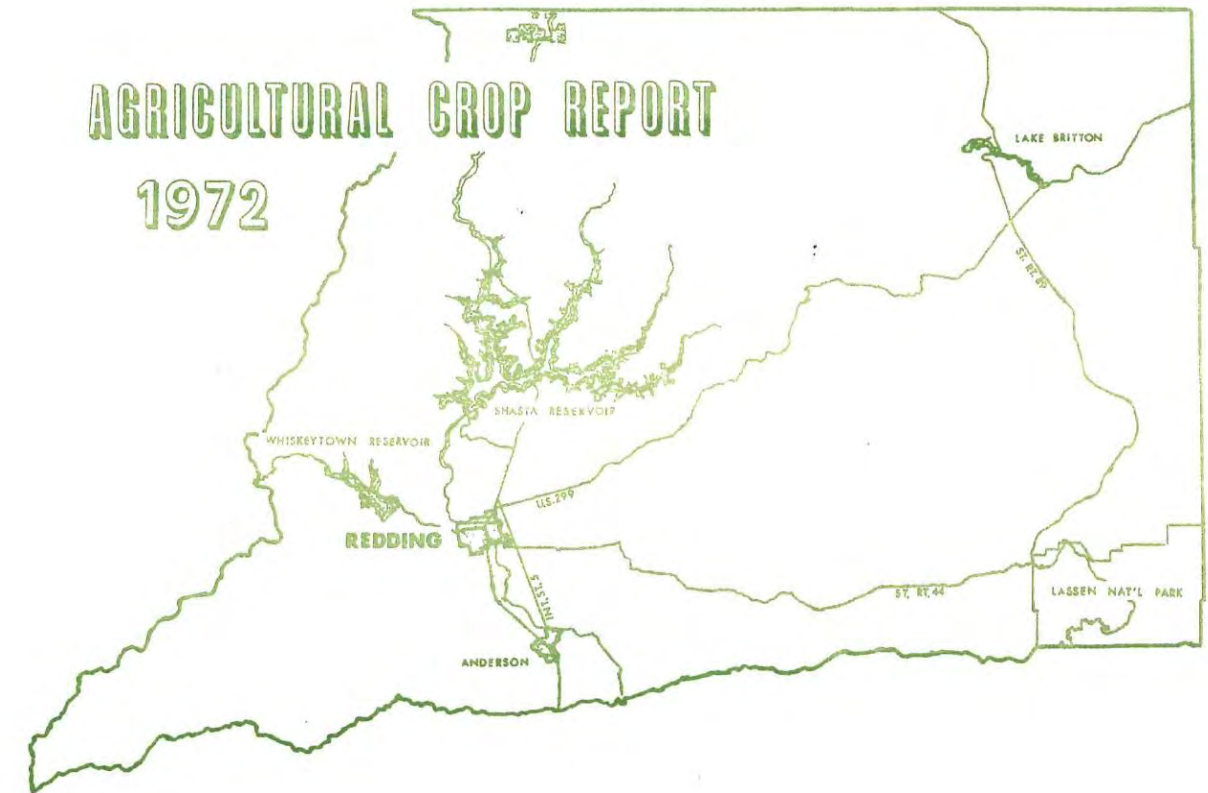 AGRICULTURAL CROP REPORT
1972
LAKE BRITTON
ST. RT. 89
SHASTA RESERVOIR
WHISKEYTOWN RESERVOIR
U.S. 299
REDDING
INT. ST. 5
ST. RT. 44
LASSEN NAT'L PARK
ANDERSON